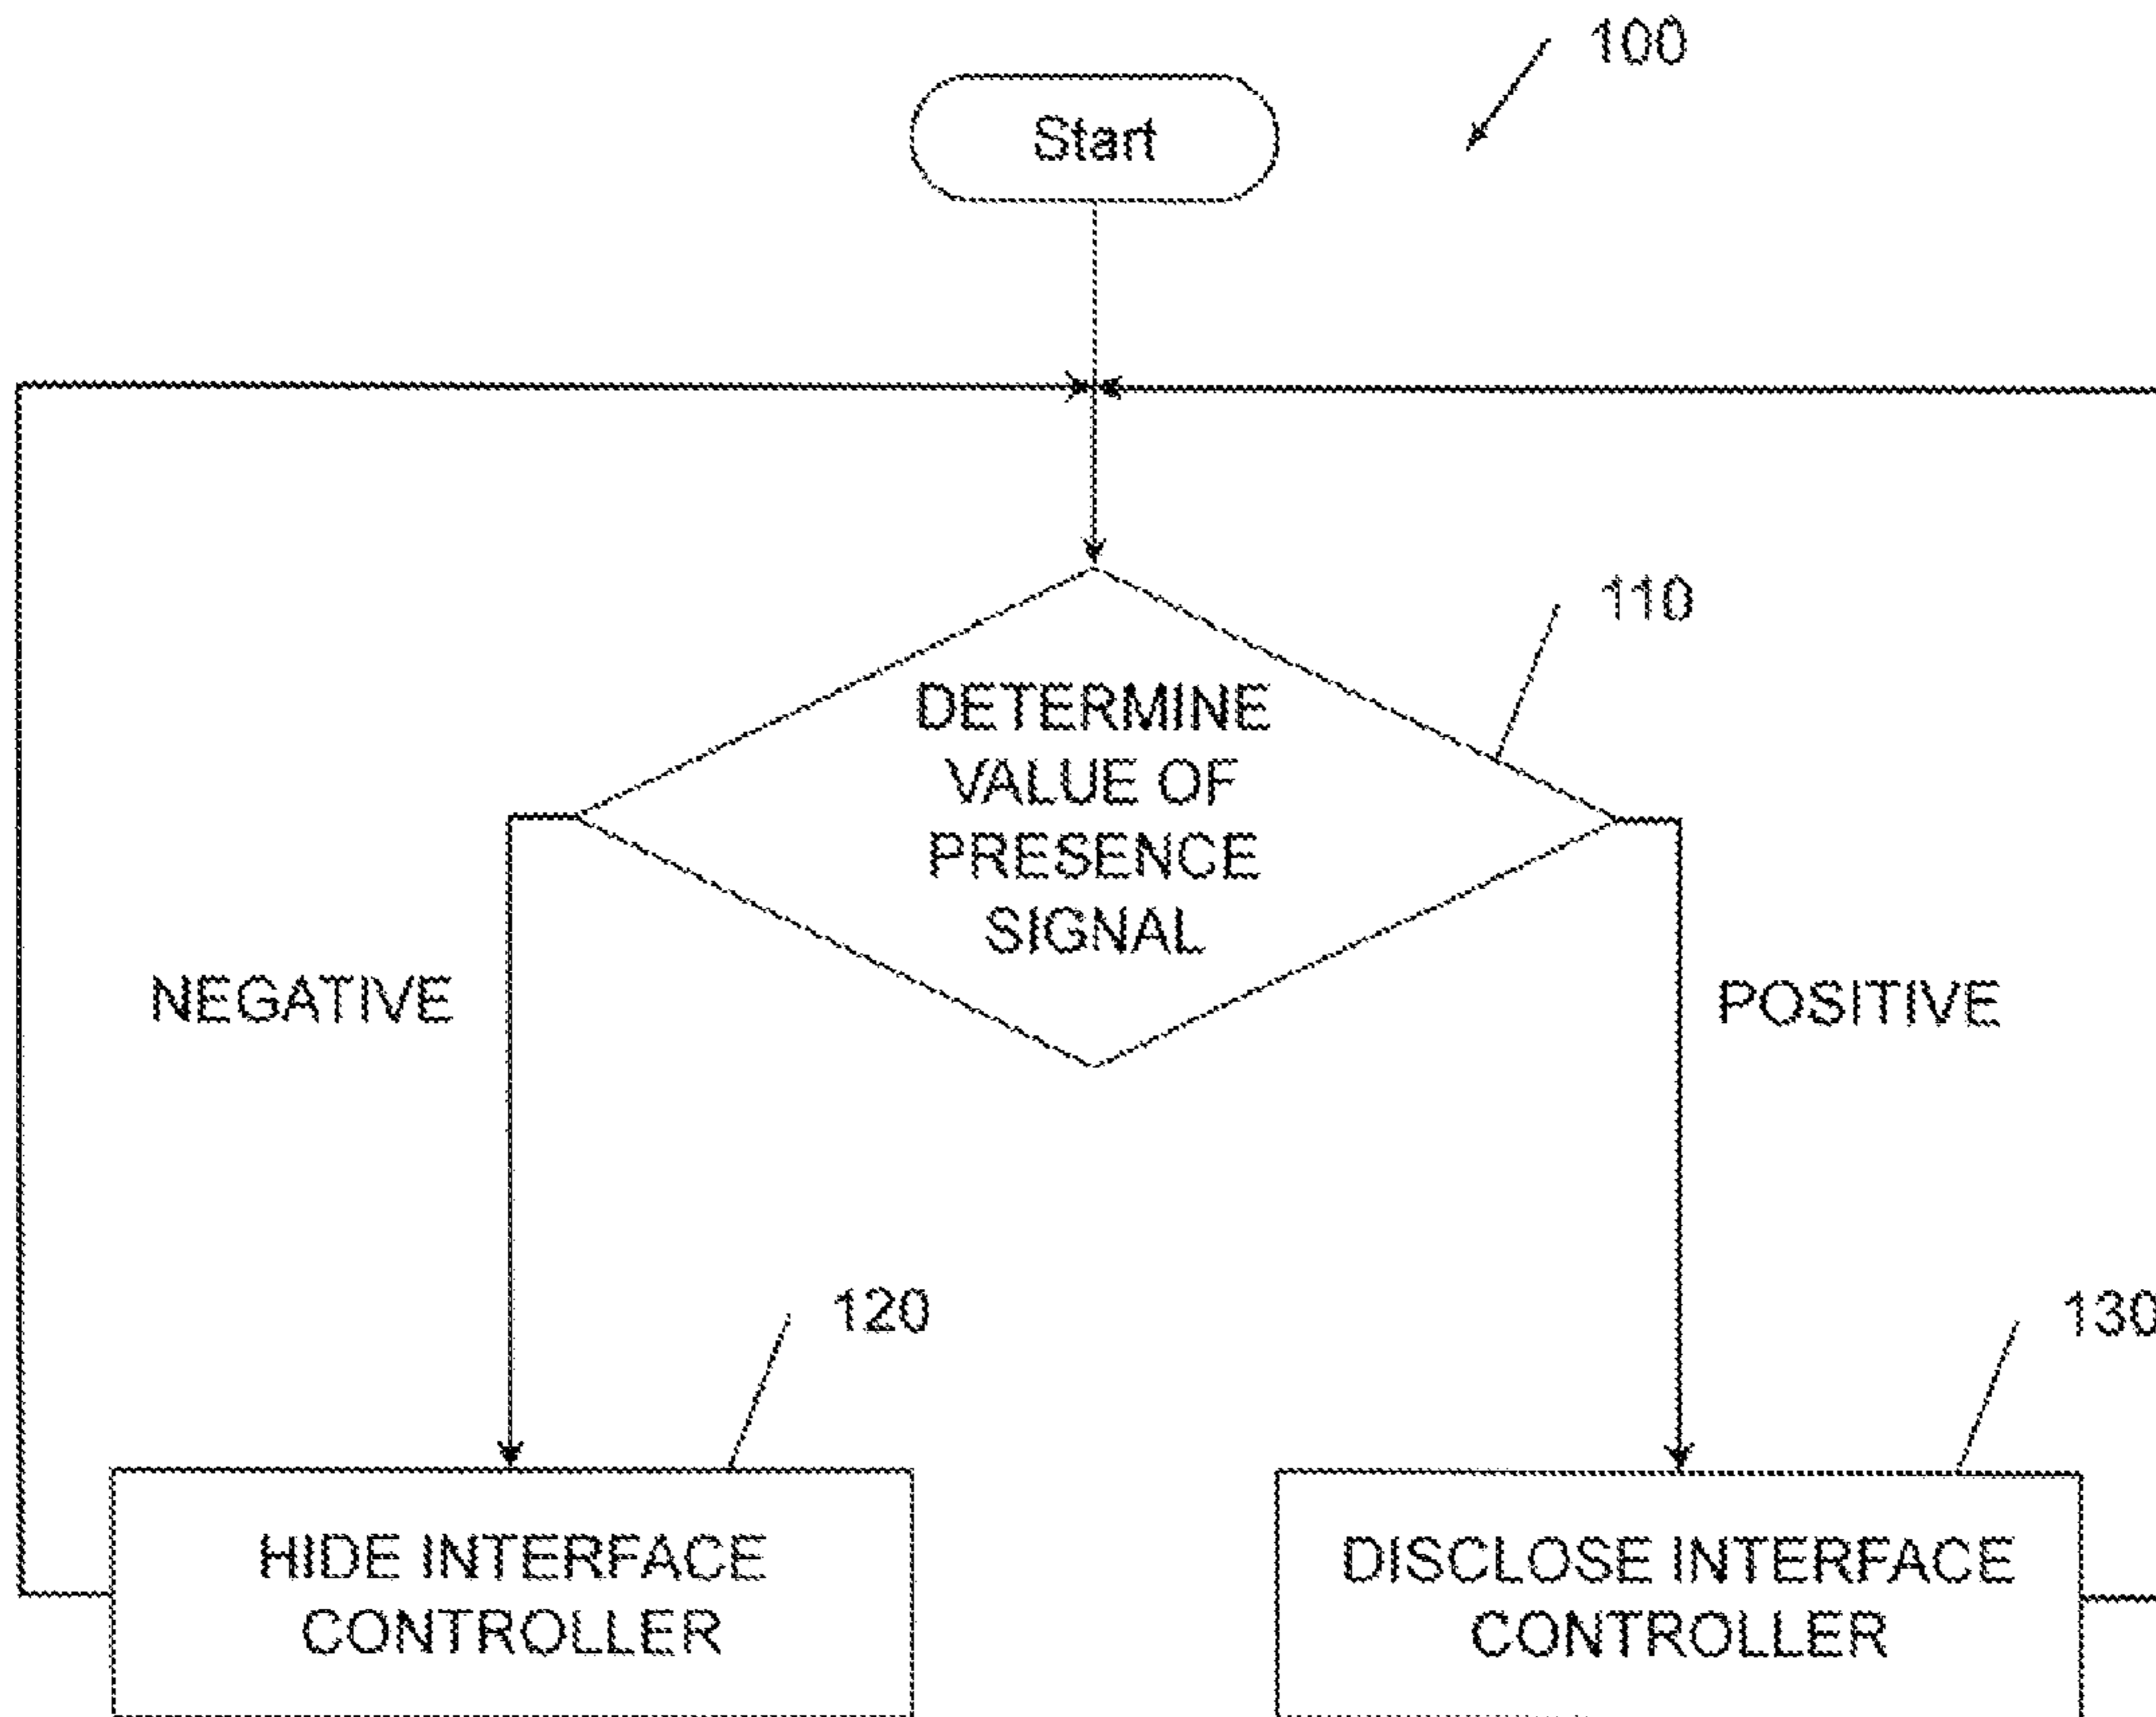 100
Start
110
DETERMINE
VALUE OF
PRESENCE
SIGNAL
NEGATIVE
POSITIVE
120
130
HIDE INTERFACE
CONTROLLER
DISCLOSE INTERFACE
CONTROLLER